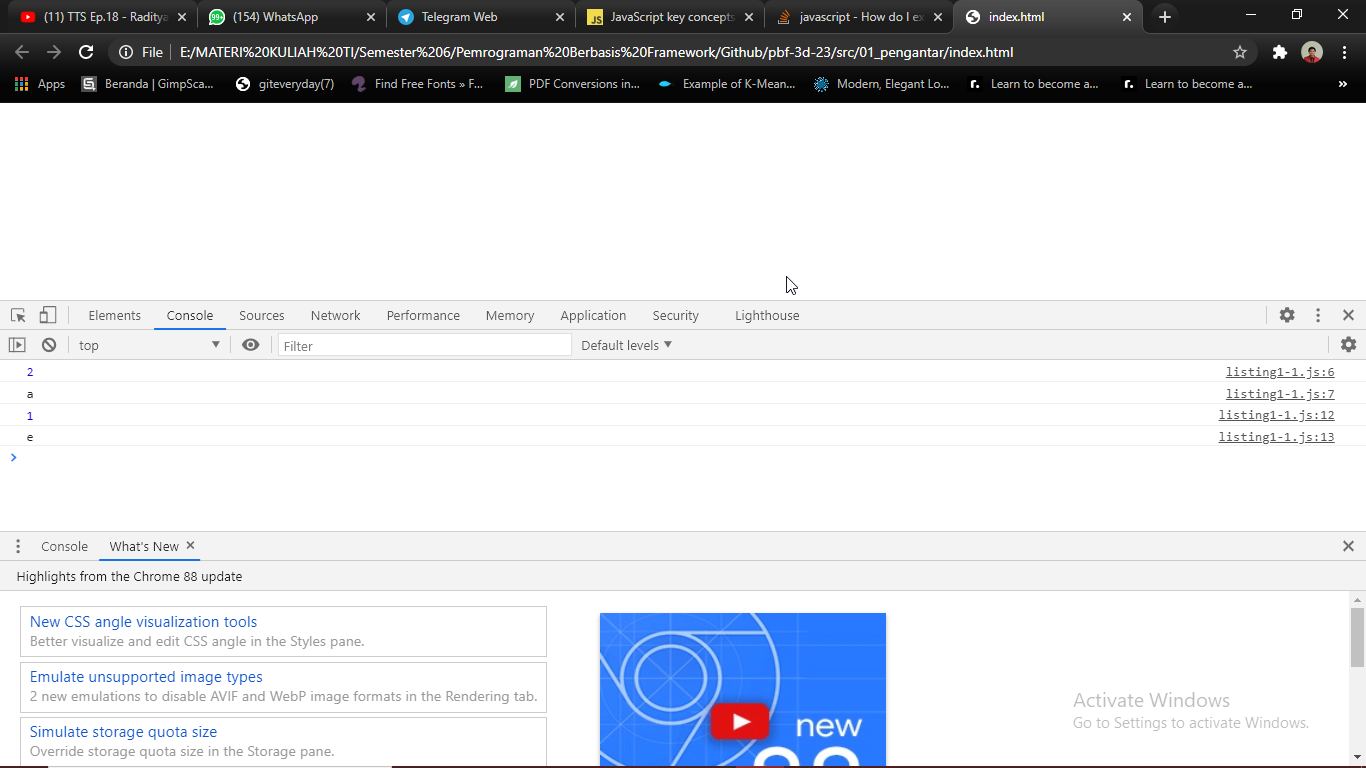 (11) TTS Ep.18 - Raditya
(154) WhatsApp
Telegram Web
JavaScript key concepts
javascript - How do I ex
index.html
File
E:/MATERI%20KULIAH%20TI/Semester%206/Pemrograman%20Berbasis%20Framework/Github/pbf-3d-23/src/01_pengantar/index.html
Apps
Beranda | GimpSca...
giteveryday(7)
Find Free Fonts » F...
PDF Conversions in...
Example of K-Mean...
Modern, Elegant Lo...
Learn to become a...
Learn to become a...
»
Elements Console Sources Network Performance Memory Application Security Lighthouse
top Filter Default levels
2 listing1-1.js:6
a listing1-1.js:7
1 listing1-1.js:12
e listing1-1.js:13
Console What's New
Highlights from the Chrome 88 update
New CSS angle visualization tools
Better visualize and edit CSS angle in the Styles pane.
Emulate unsupported image types
2 new emulations to disable AVIF and WebP image formats in the Rendering tab.
Simulate storage quota size
Override storage quota size in the Storage pane.
new
88
Activate Windows
Go to Settings to activate Windows.